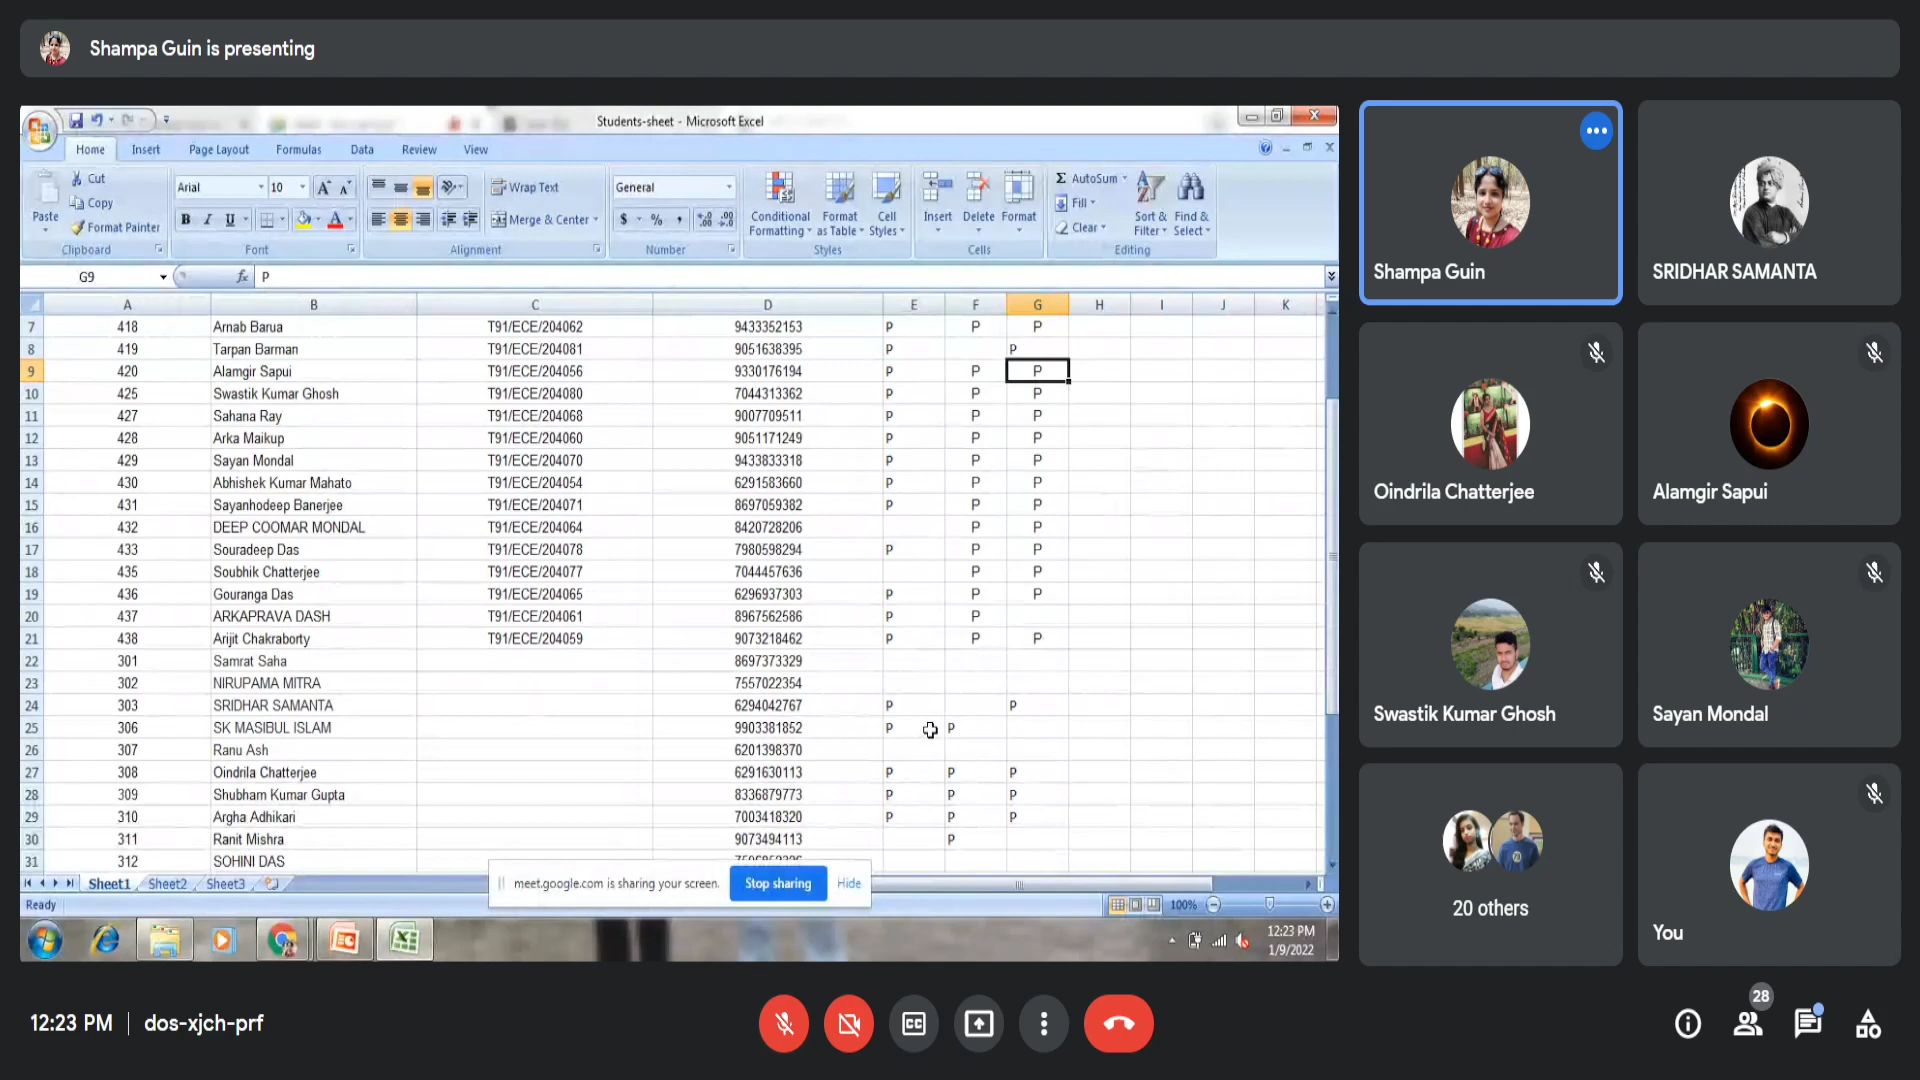 Shampa Guin is presenting
Students-sheet - Microsoft Excel
Home Insert Page Layout Formulas Data Review View
Paste Cut Copy Format Painter Clipboard
Arial 10 B I U Font
Wrap Text Merge & Center Alignment
General $ % , Number
Conditional Formatting Format as Table Cell Styles Styles
Insert Delete Format Cells
Σ AutoSum Fill Clear Sort & Filter Find & Select Editing
G9 fx P
A B C D E F G H I J K
7 418 Arnab Barua T91/ECE/204062 9433352153 P P P
8 419 Tarpan Barman T91/ECE/204081 9051638395 P P
9 420 Alamgir Sapui T91/ECE/204056 9330176194 P P P
10 425 Swastik Kumar Ghosh T91/ECE/204080 7044313362 P P P
11 427 Sahana Ray T91/ECE/204068 9007709511 P P P
12 428 Arka Maikup T91/ECE/204060 9051171249 P P P
13 429 Sayan Mondal T91/ECE/204070 9433833318 P P P
14 430 Abhishek Kumar Mahato T91/ECE/204054 6291583660 P P P
15 431 Sayanhodeep Banerjee T91/ECE/204071 8697059382 P P P
16 432 DEEP COOMAR MONDAL T91/ECE/204064 8420728206 P P
17 433 Souradeep Das T91/ECE/204078 7980598294 P P P
18 435 Soubhik Chatterjee T91/ECE/204077 7044457636 P P
19 436 Gouranga Das T91/ECE/204065 6296937303 P P P
20 437 ARKAPRAVA DASH T91/ECE/204061 8967562586 P P
21 438 Arijit Chakraborty T91/ECE/204059 9073218462 P P P
22 301 Samrat Saha 8697373329
23 302 NIRUPAMA MITRA 7557022354
24 303 SRIDHAR SAMANTA 6294042767 P P
25 306 SK MASIBUL ISLAM 9903381852 P P
26 307 Ranu Ash 6201398370
27 308 Oindrila Chatterjee 6291630113 P P P
28 309 Shubham Kumar Gupta 8336879773 P P P
29 310 Argha Adhikari 7003418320 P P P
30 311 Ranit Mishra 9073494113 P
31 312 SOHINI DAS
Sheet1 Sheet2 Sheet3
meet.google.com is sharing your screen. Stop sharing Hide
Ready 100%
12:23 PM
1/9/2022
Shampa Guin
SRIDHAR SAMANTA
Oindrila Chatterjee
Alamgir Sapui
Swastik Kumar Ghosh
Sayan Mondal
20 others
You
12:23 PM | dos-xjch-prf
CC
28